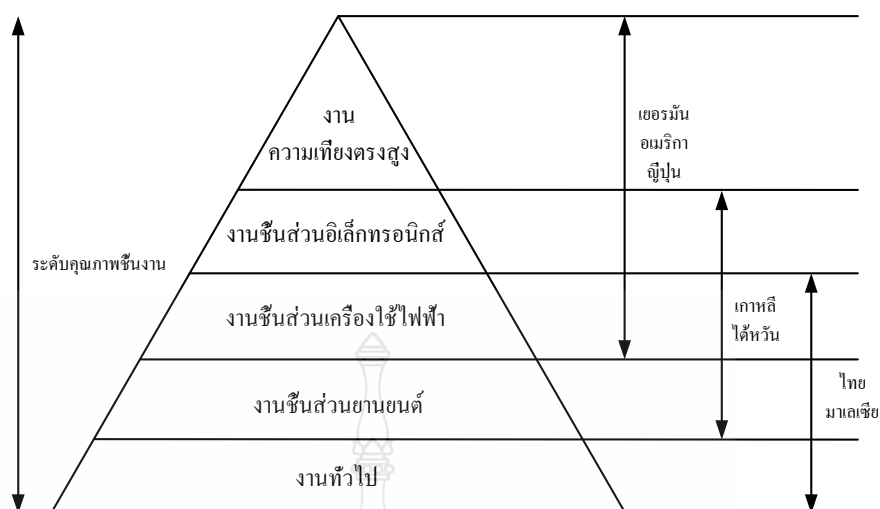 งาน
ความเที่ยงตรงสูง
งานชิ้นส่วนอิเล็กทรอนิกส์
งานชิ้นส่วนเครื่องใช้ไฟฟ้า
งานชิ้นส่วนยานยนต์
งานทั่วไป
ระดับคุณภาพชิ้นงาน
เยอรมัน
อเมริกา
ญี่ปุ่น
เกาหลี
ไต้หวัน
ไทย
มาเลเซีย